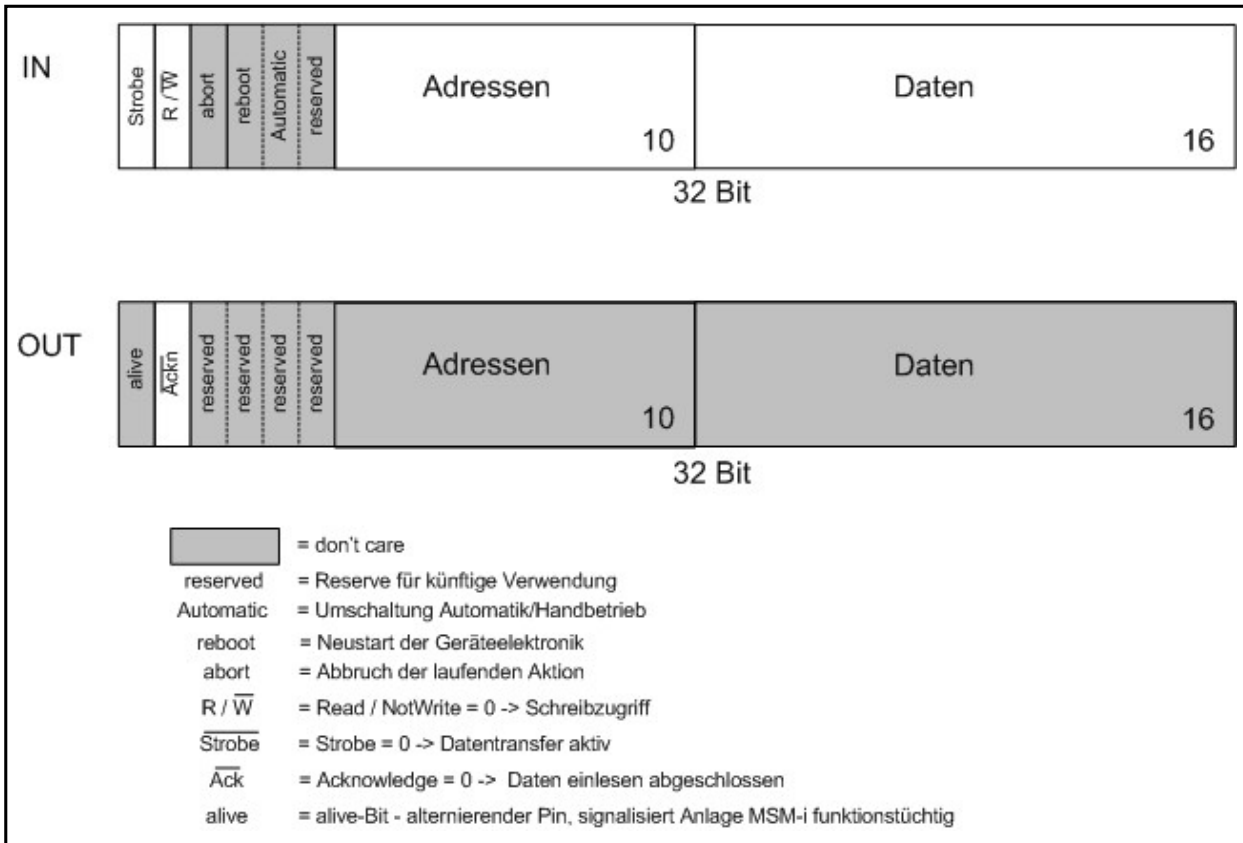 IN
Strobe
R / W̅
abort
reboot
Automatic
reserved
Adressen
10
Daten
16
32 Bit
OUT
alive
A̅c̅k̅n̅
reserved
reserved
reserved
reserved
Adressen
10
Daten
16
32 Bit
= don't care
reserved = Reserve für künftige Verwendung
Automatic = Umschaltung Automatik/Handbetrieb
reboot = Neustart der Geräteelektronik
abort = Abbruch der laufenden Aktion
R / W̅ = Read / NotWrite = 0 -> Schreibzugriff
S̅t̅r̅o̅b̅e̅ = Strobe = 0 -> Datentransfer aktiv
A̅c̅k̅ = Acknowledge = 0 -> Daten einlesen abgeschlossen
alive = alive-Bit - alternierender Pin, signalisiert Anlage MSM-i funktionstüchtig